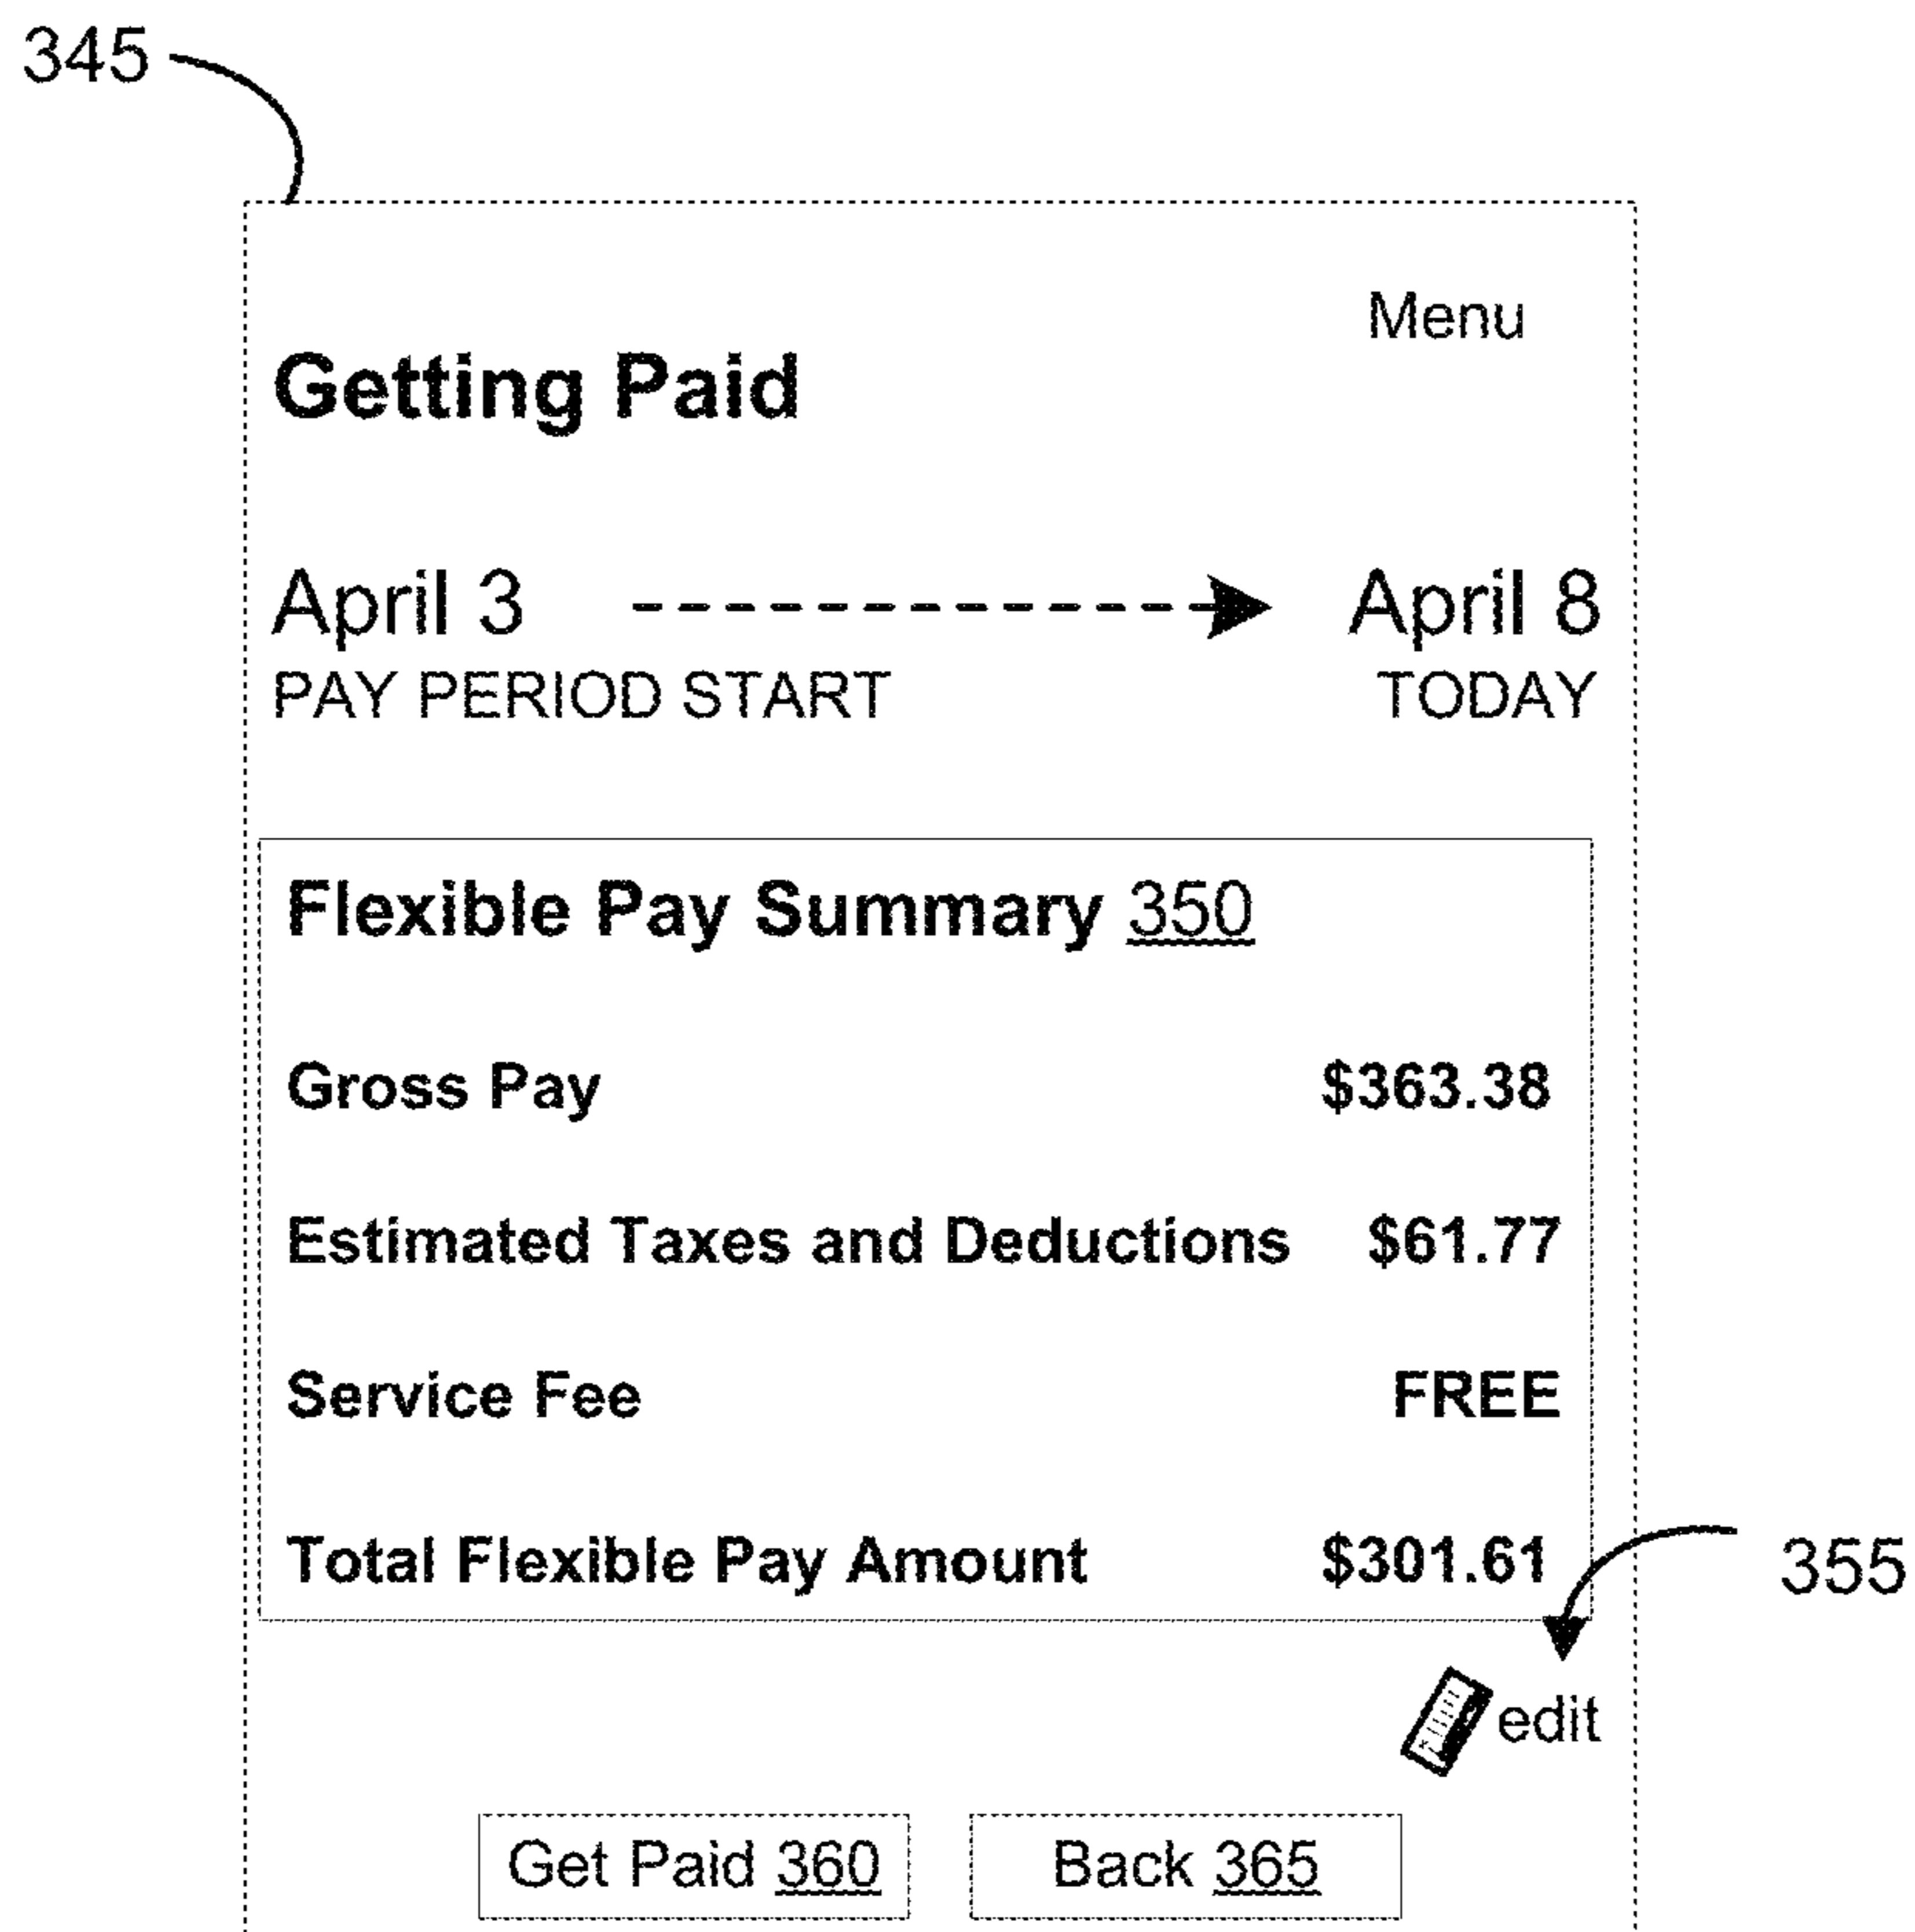 345
Menu
Getting Paid
April 3 April 8
PAY PERIOD START TODAY
Flexible Pay Summary 350
Gross Pay $363.38
Estimated Taxes and Deductions $61.77
Service Fee FREE
Total Flexible Pay Amount $301.61
355
edit
Get Paid 360 Back 365